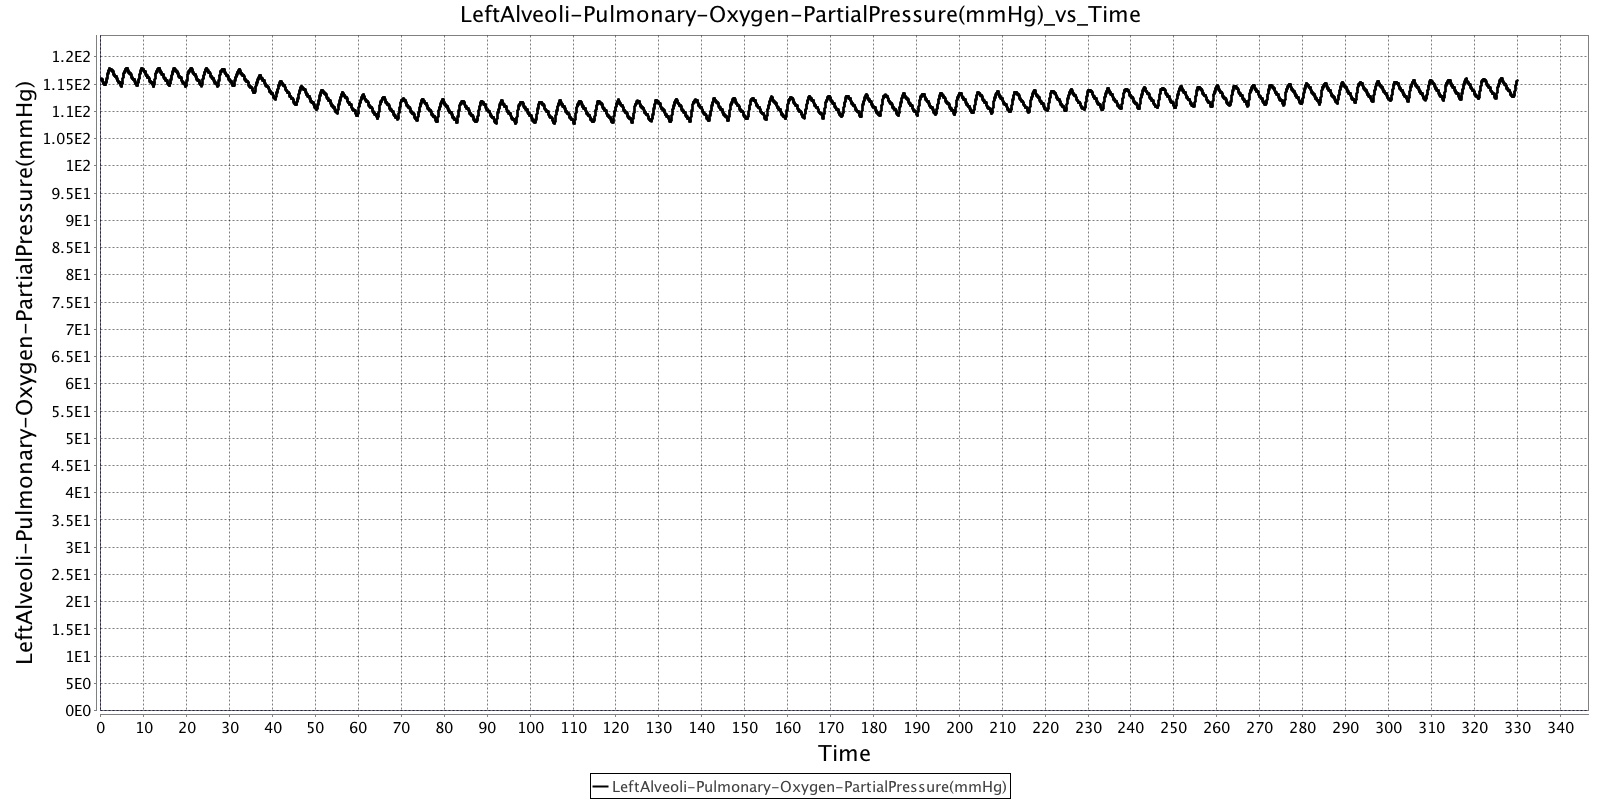 LeftAlveoli-Pulmonary-Oxygen-PartialPressure(mmHg)_vs_Time
LeftAlveoli-Pulmonary-Oxygen-PartialPressure(mmHg)
1.2E2
1.15E2
1.1E2
1.05E2
1E2
9.5E1
9E1
8.5E1
8E1
7.5E1
7E1
6.5E1
6E1
5.5E1
5E1
4.5E1
4E1
3.5E1
3E1
2.5E1
2E1
1.5E1
1E1
5E0
0E0
0 10 20 30 40 50 60 70 80 90 100 110 120 130 140 150 160 170 180 190 200 210 220 230 240 250 260 270 280 290 300 310 320 330 340
Time
LeftAlveoli-Pulmonary-Oxygen-PartialPressure(mmHg)